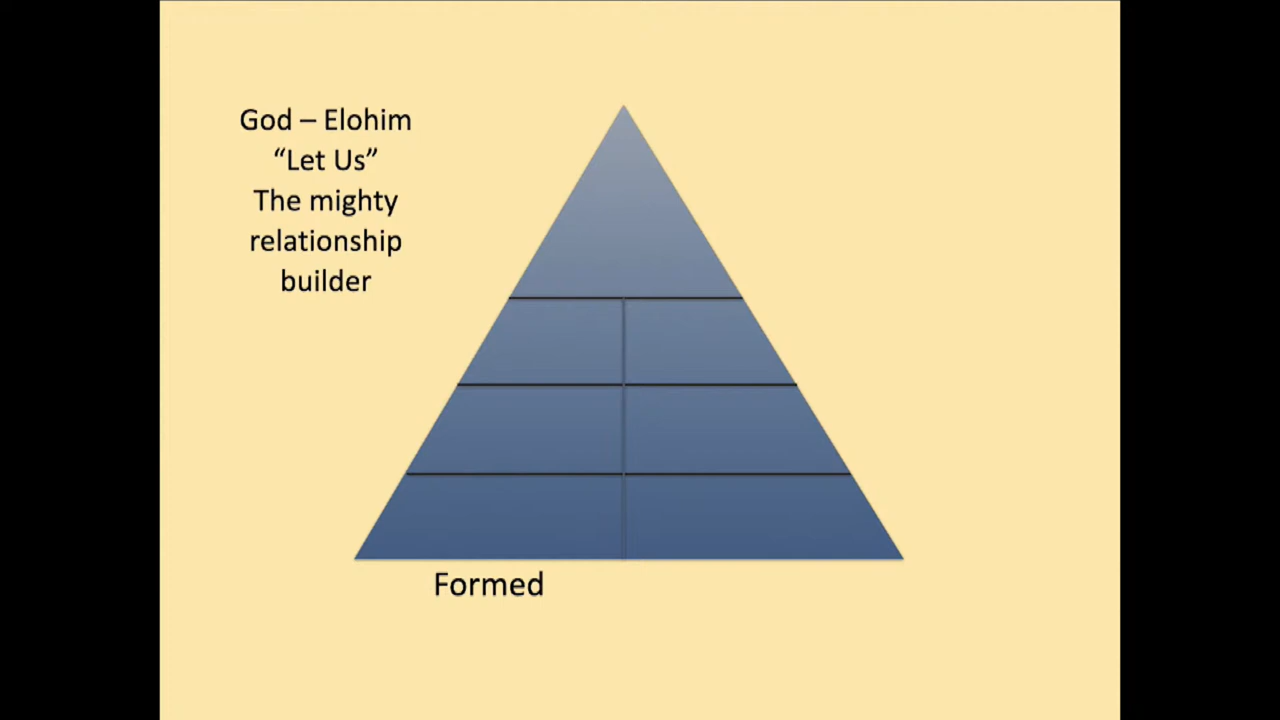 God – Elohim
“Let Us”
The mighty
relationship
builder
Formed